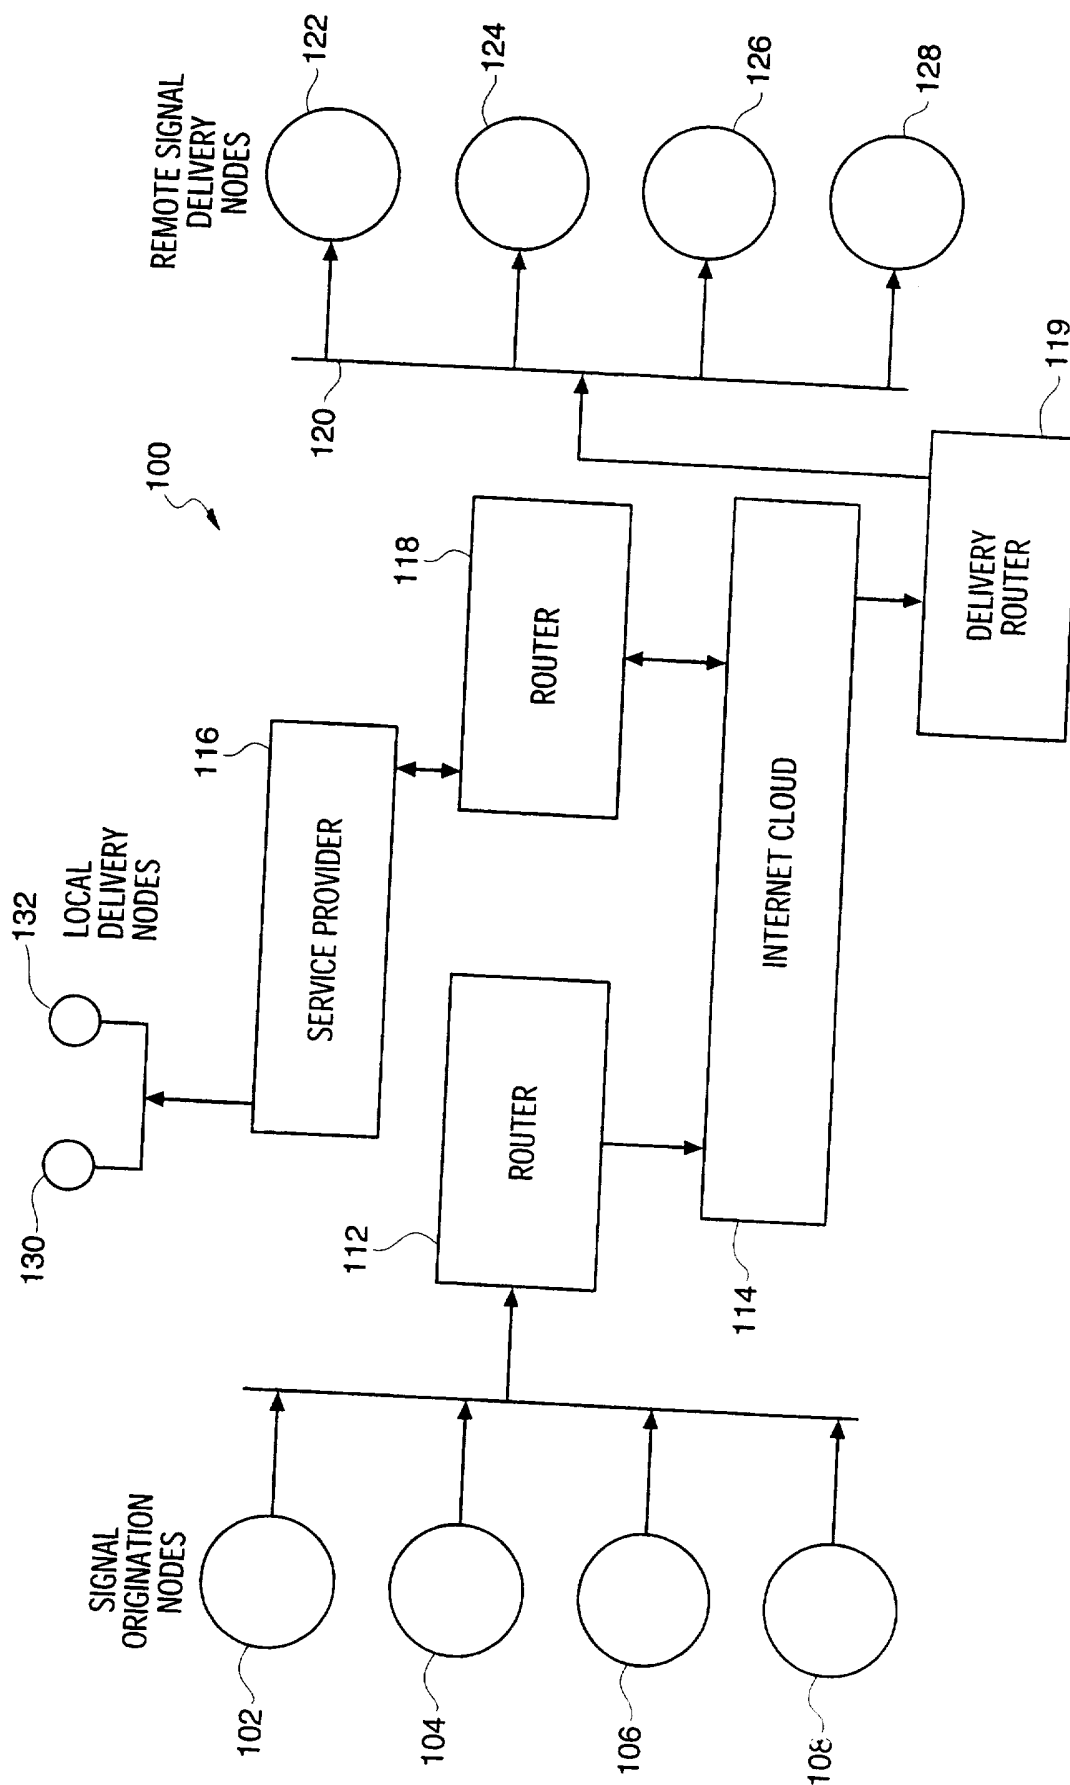 130
132
LOCAL
DELIVERY
NODES
100
REMOTE SIGNAL
DELIVERY
NODES
SIGNAL
ORIGINATION
NODES
116
SERVICE PROVIDER
120
122
102
112
ROUTER
118
ROUTER
124
104
126
106
114
INTERNET CLOUD
128
108
DELIVERY
ROUTER
119